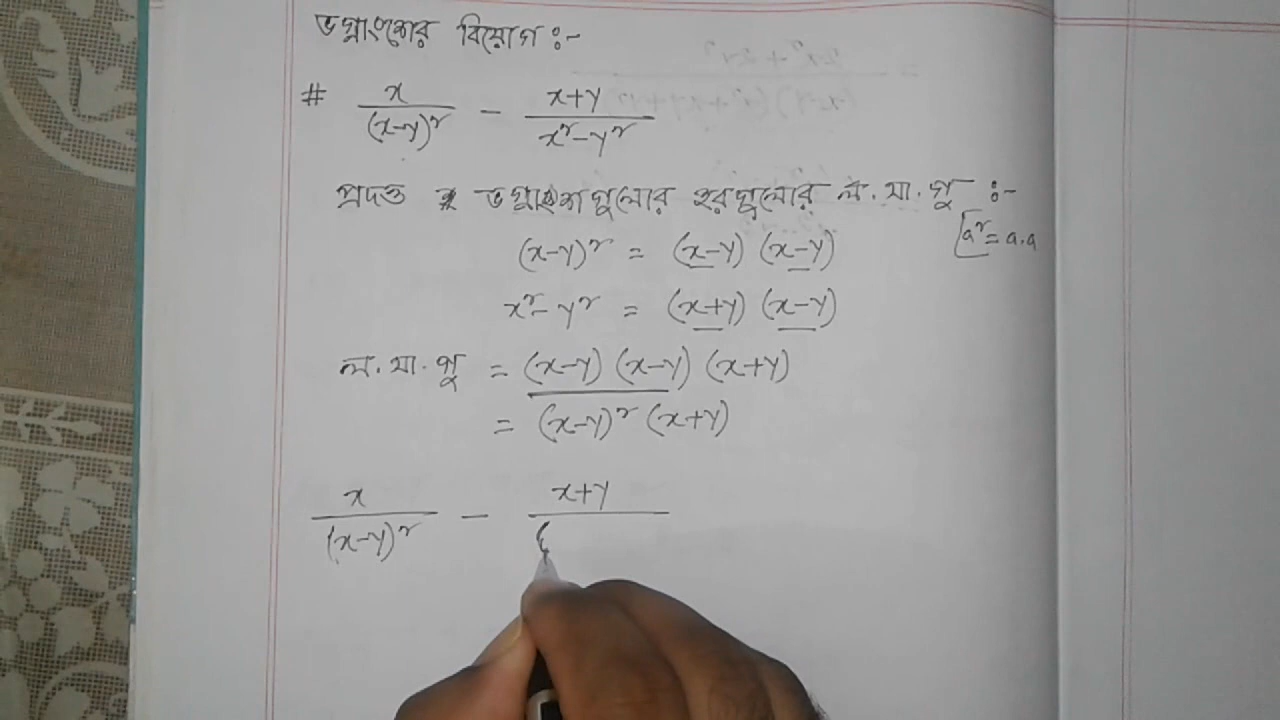 ভগ্নাংশের বিয়োগ :-
# x/(x-y)² - (x+y)/(x²-y²)
প্রদত্ত ভগ্নাংশগুলোর হরগুলোর ল.সা.গু :-
[a² = a.a
(x-y)² = (x-y) (x-y)
x²-y² = (x+y) (x-y)
ল.সা.গু = (x-y) (x-y) (x+y)
= (x-y)² (x+y)
x/(x-y)² - (x+y)/(